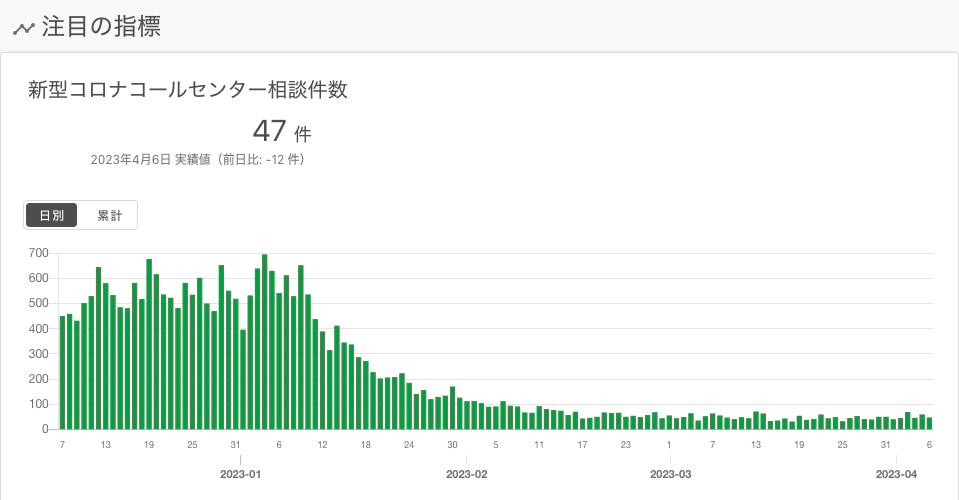 注目の指標
新型コロナコールセンター相談件数
47 件
2023年4月6日 実績値（前日比: -12 件）
日別 累計
700
600
500
400
300
200
100
0
7 13 19 25 31 6 12 18 24 30 5 11 17 23 1 7 13 19 25 31 6
2023-01 2023-02 2023-03 2023-04